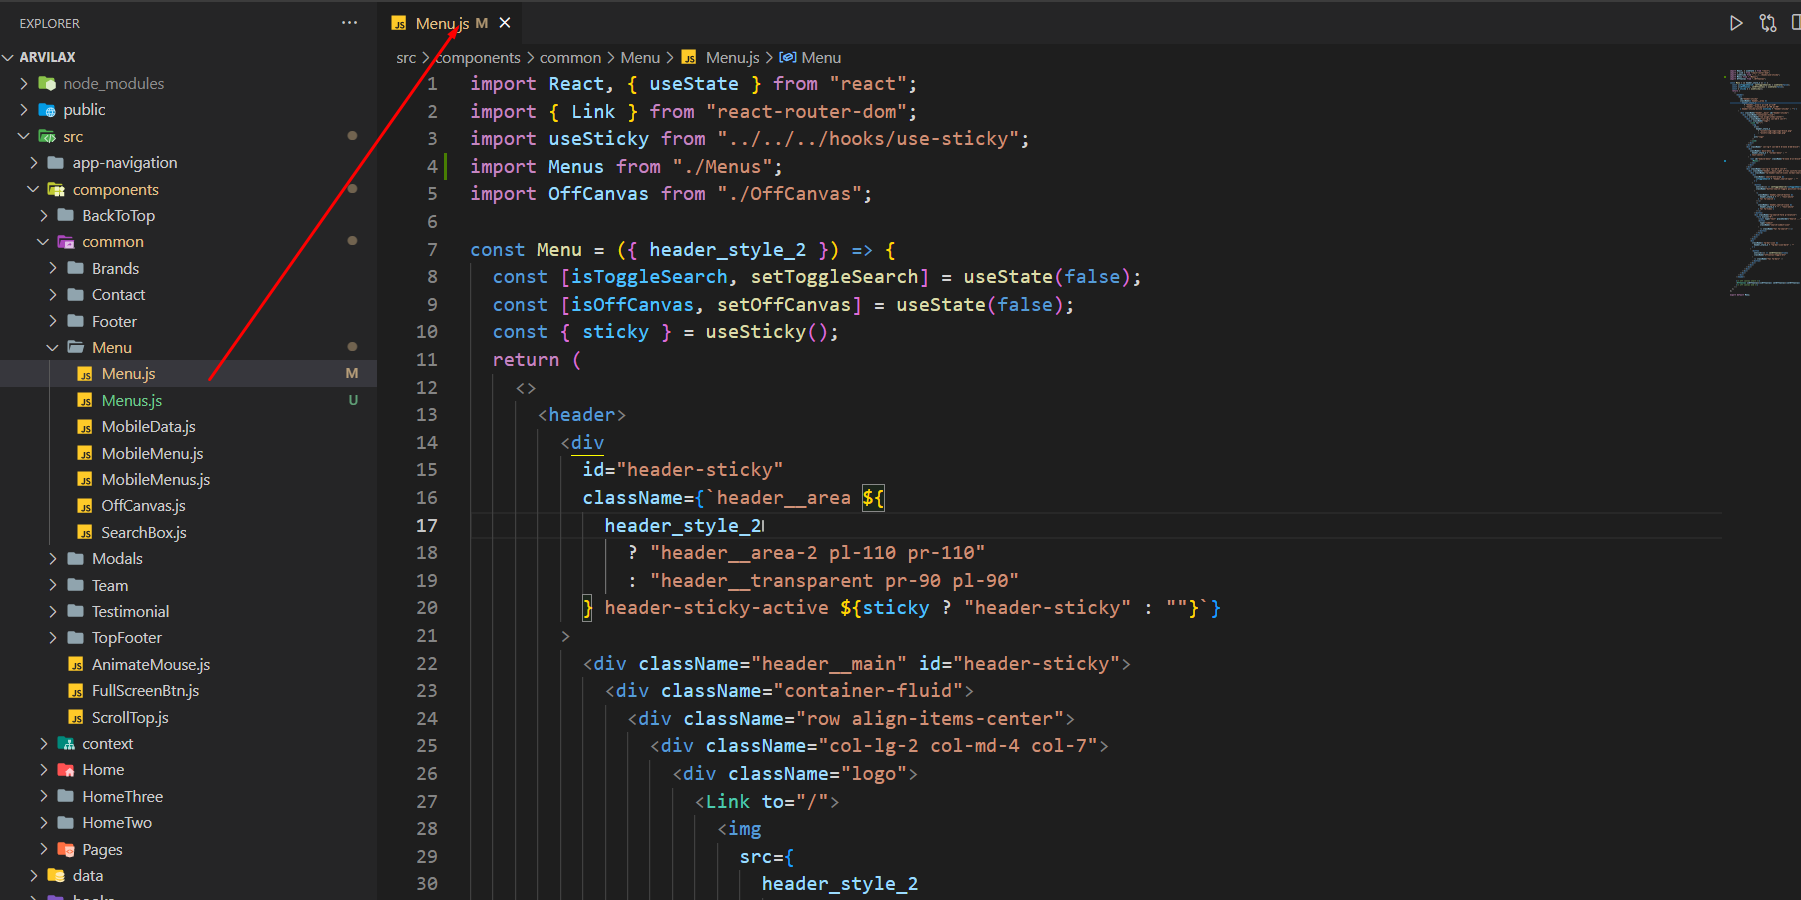 EXPLORER
ARVILAX
node_modules
public
src
app-navigation
components
BackToTop
common
Brands
Contact
Footer
Menu
Menu.js M
Menus.js U
MobileData.js
MobileMenu.js
MobileMenus.js
OffCanvas.js
SearchBox.js
Modals
Team
Testimonial
TopFooter
AnimateMouse.js
FullScreenBtn.js
ScrollTop.js
context
Home
HomeThree
HomeTwo
Pages
data
hooks
JS Menu.js M
src > components > common > Menu > JS Menu.js > Menu
1 import React, { useState } from "react";
2 import { Link } from "react-router-dom";
3 import useSticky from "../../../hooks/use-sticky";
4 import Menus from "./Menus";
5 import OffCanvas from "./OffCanvas";
6
7 const Menu = ({ header_style_2 }) => {
8 const [isToggleSearch, setToggleSearch] = useState(false);
9 const [isOffCanvas, setOffCanvas] = useState(false);
10 const { sticky } = useSticky();
11 return (
12 <>
13 <header>
14 <div
15 id="header-sticky"
16 className={`header__area ${
17 header_style_2
18 ? "header__area-2 pl-110 pr-110"
19 : "header__transparent pr-90 pl-90"
20 } header-sticky-active ${sticky ? "header-sticky" : ""}`}
21 >
22 <div className="header__main" id="header-sticky">
23 <div className="container-fluid">
24 <div className="row align-items-center">
25 <div className="col-lg-2 col-md-4 col-7">
26 <div className="logo">
27 <Link to="/">
28 <img
29 src={
30 header_style_2